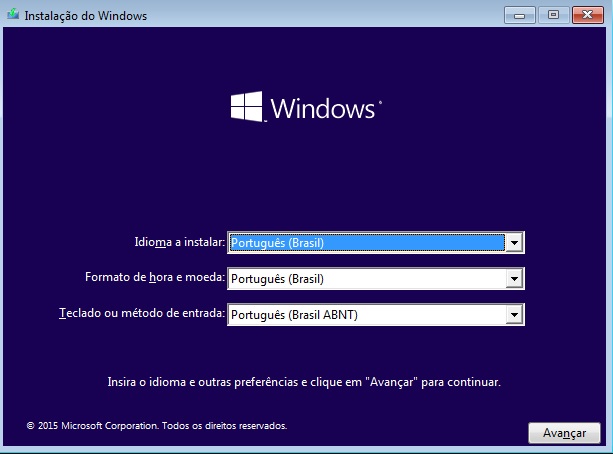 Instalação do Windows
Windows®
Idioma a instalar: Português (Brasil)
Formato de hora e moeda: Português (Brasil)
Teclado ou método de entrada: Português (Brasil ABNT)
Insira o idioma e outras preferências e clique em "Avançar" para continuar.
© 2015 Microsoft Corporation. Todos os direitos reservados.
Avançar